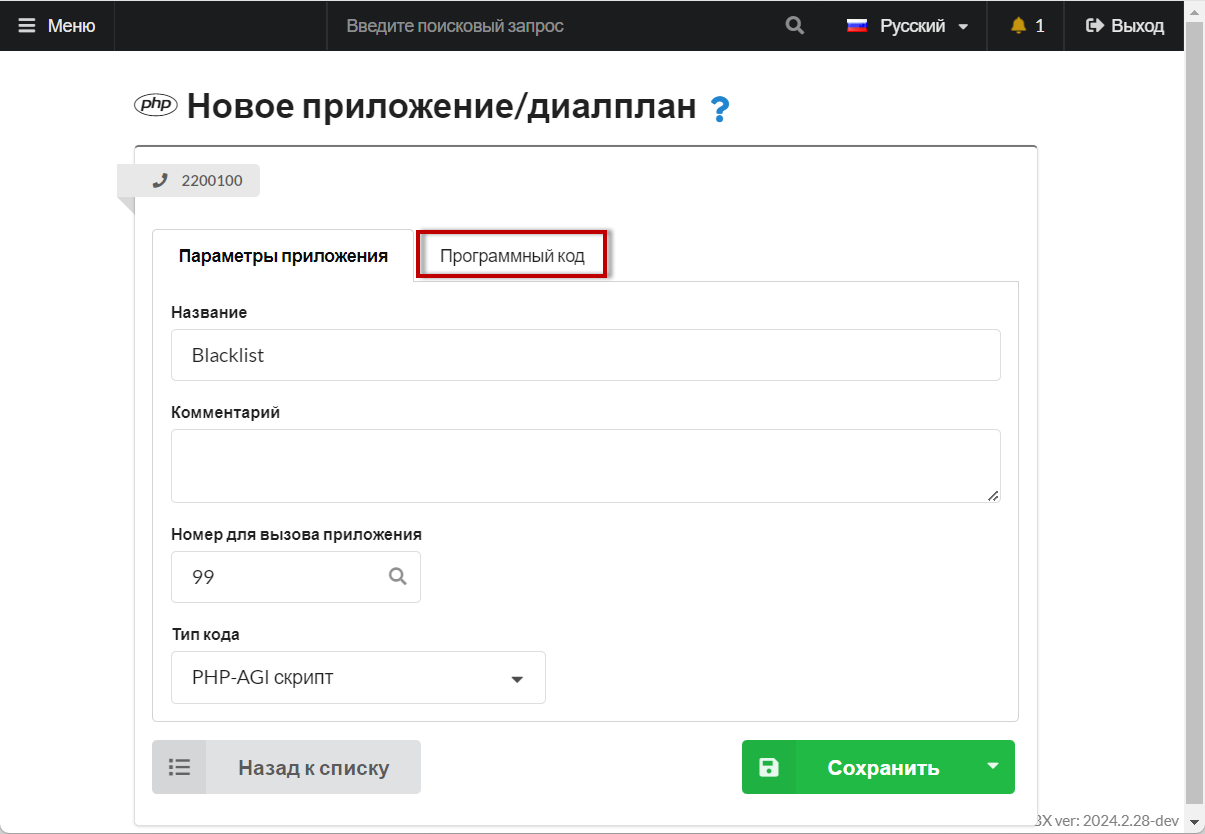 Меню
Введите поисковый запрос
Русский
1
Выход
php Новое приложение/диалплан ?
2200100
Параметры приложения
Программный код
Название
Blacklist
Комментарий
Номер для вызова приложения
99
Тип кода
PHP-AGI скрипт
Назад к списку
Сохранить
BX ver: 2024.2.28-dev